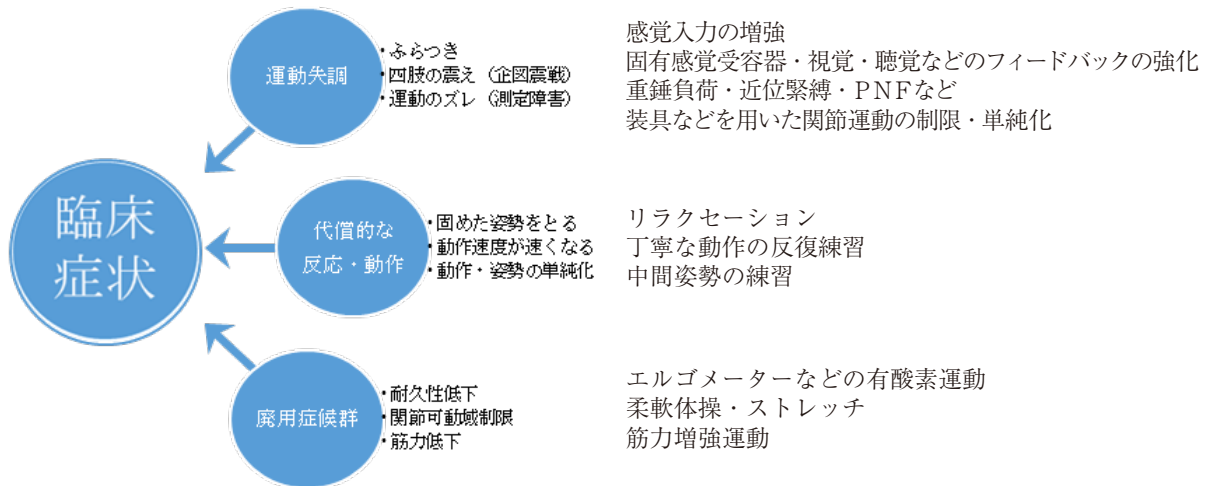 運動失調
・ふらつき
・四肢の震え（企図震戦）
・運動のズレ（測定障害）
感覚入力の増強
固有感覚受容器・視覚・聴覚などのフィードバックの強化
重錘負荷・近位緊縛・ＰＮＦなど
装具などを用いた関節運動の制限・単純化
臨床
症状
代償的な
反応・動作
・固めた姿勢をとる
・動作速度が速くなる
・動作・姿勢の単純化
リラクセーション
丁寧な動作の反復練習
中間姿勢の練習
廃用症候群
・耐久性低下
・関節可動域制限
・筋力低下
エルゴメーターなどの有酸素運動
柔軟体操・ストレッチ
筋力増強運動